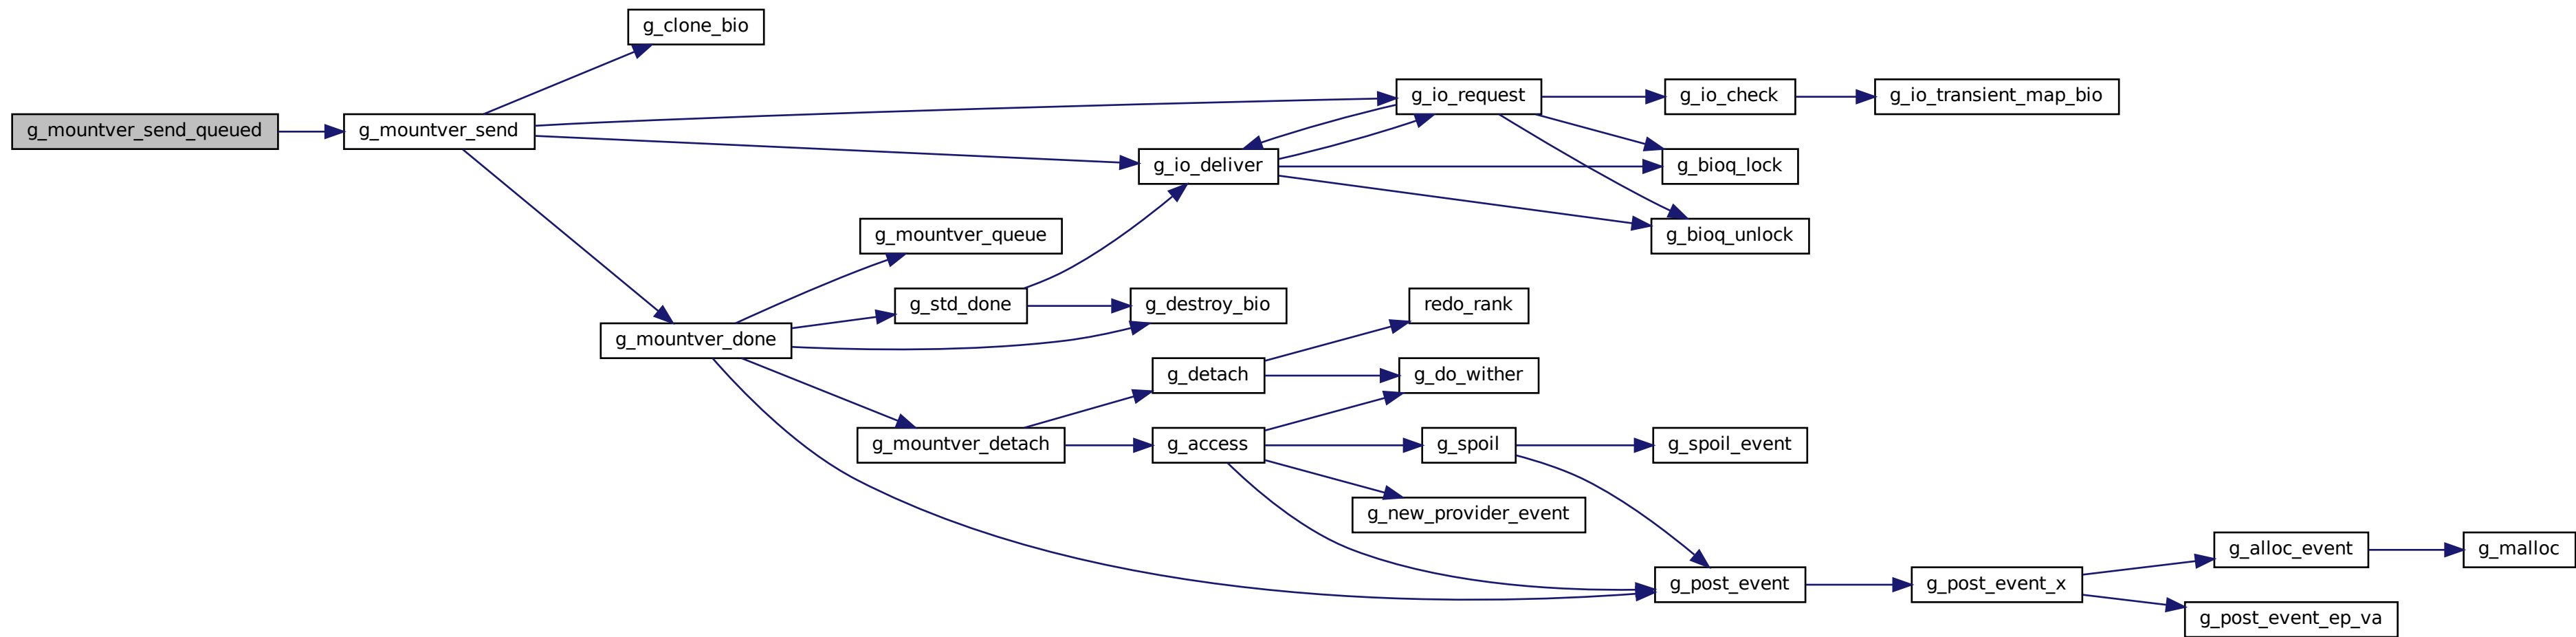 g_clone_bio
g_io_request
g_io_check
g_io_transient_map_bio
g_mountver_send_queued
g_mountver_send
g_io_deliver
g_bioq_lock
g_mountver_queue
g_bioq_unlock
g_std_done
g_destroy_bio
redo_rank
g_mountver_done
g_detach
g_do_wither
g_mountver_detach
g_access
g_spoil
g_spoil_event
g_new_provider_event
g_alloc_event
g_malloc
g_post_event
g_post_event_x
g_post_event_ep_va